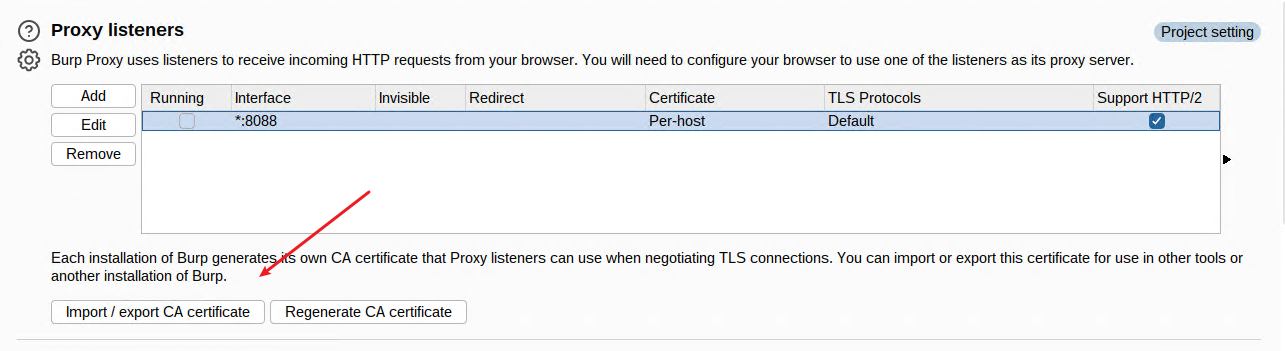 Proxy listeners
Project setting
Burp Proxy uses listeners to receive incoming HTTP requests from your browser. You will need to configure your browser to use one of the listeners as its proxy server.
Add
Edit
Remove
Running Interface Invisible Redirect Certificate TLS Protocols Support HTTP/2
*:8088 Per-host Default
Each installation of Burp generates its own CA certificate that Proxy listeners can use when negotiating TLS connections. You can import or export this certificate for use in other tools or
another installation of Burp.
Import / export CA certificate Regenerate CA certificate